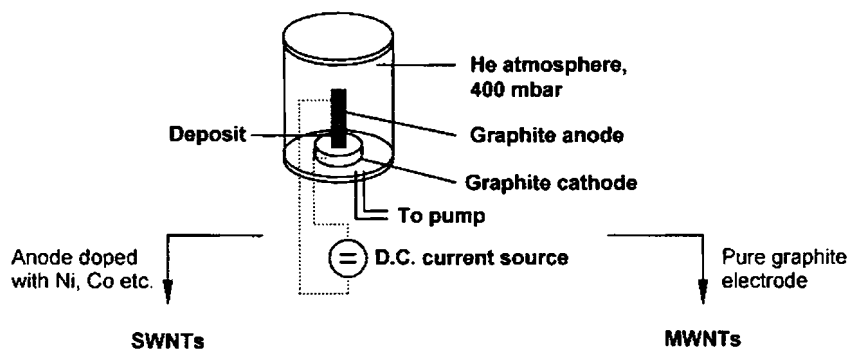 He atmosphere,
400 mbar
Deposit
Graphite anode
Graphite cathode
To pump
= D.C. current source
Anode doped
with Ni, Co etc.
Pure graphite
electrode
SWNTs
MWNTs